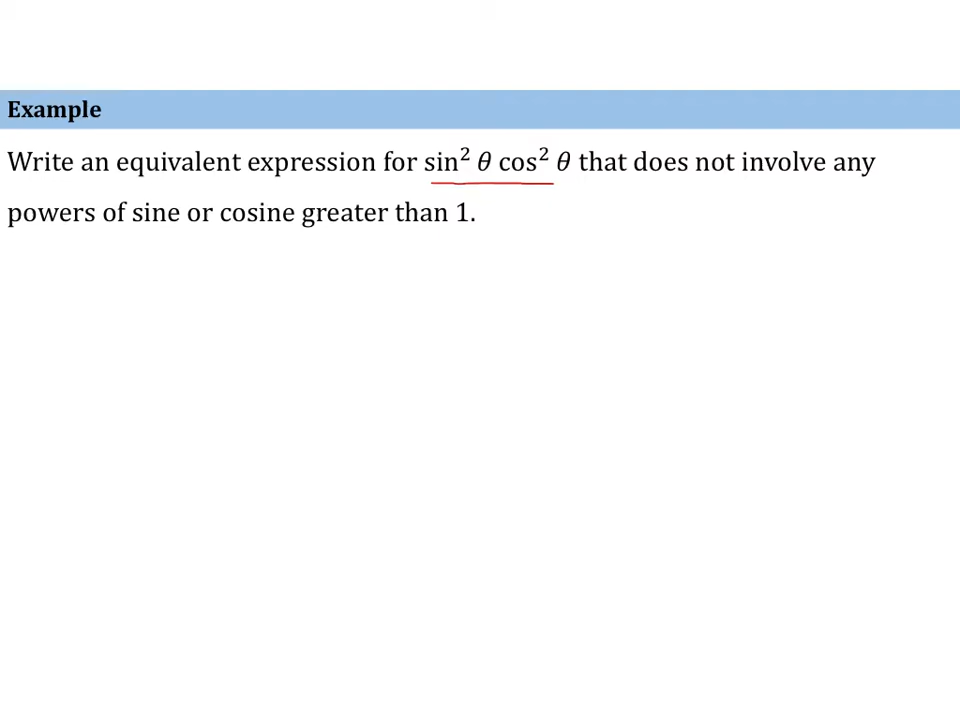 Example
Write an equivalent expression for sin² θ cos² θ that does not involve any
powers of sine or cosine greater than 1.